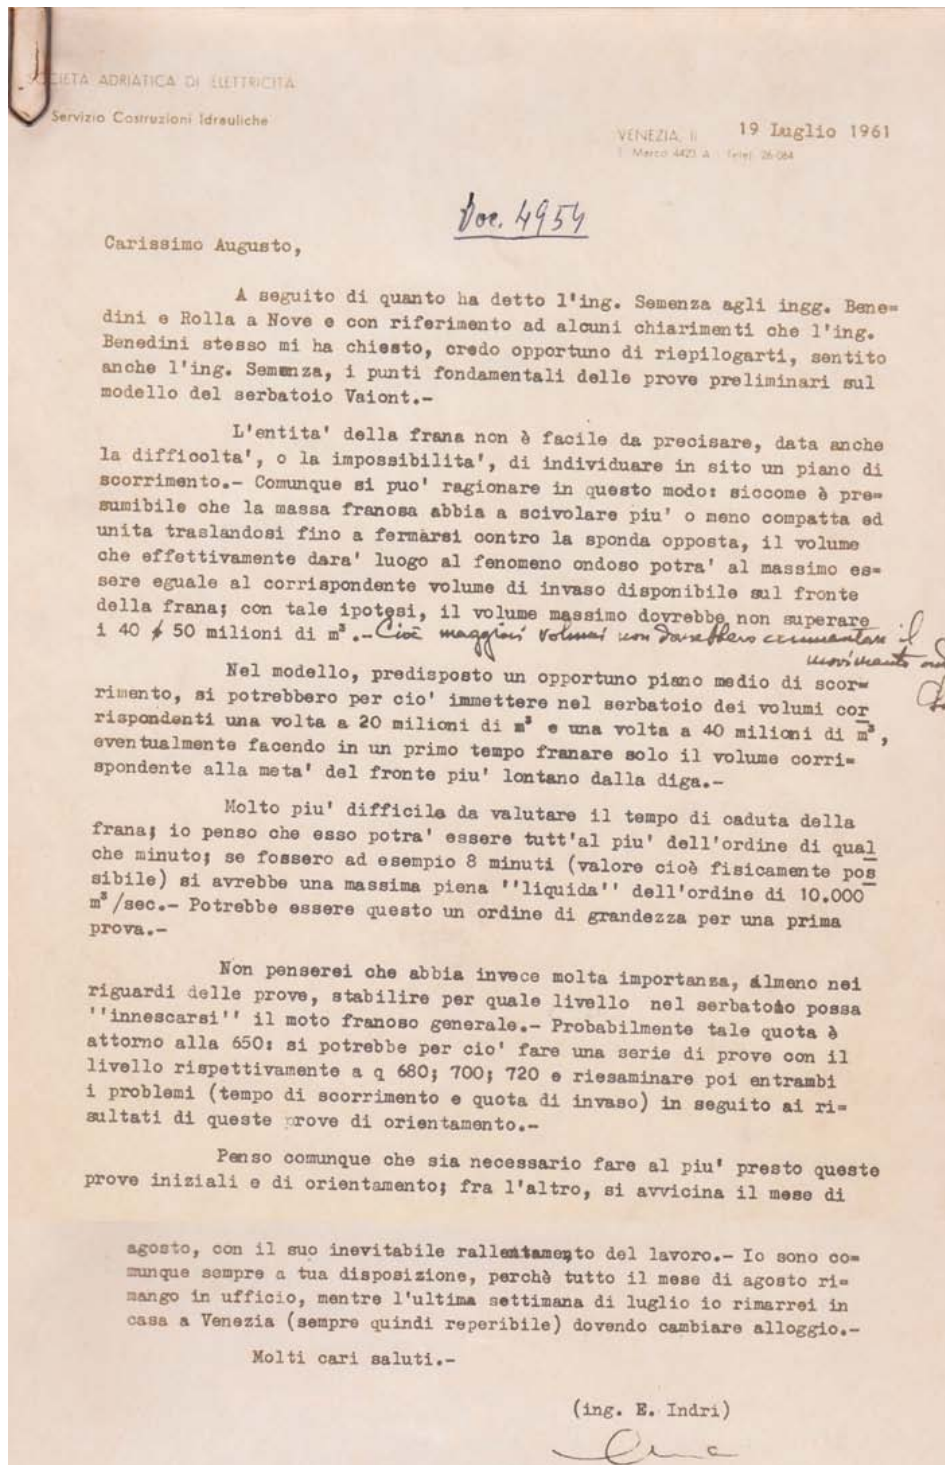 SOCIETA ADRIATICA DI ELETTRICITA
Servizio Costruzioni Idrauliche
VENEZIA, li 19 Luglio 1961
S. Marco 4423 A - Telef. 26-084
Doc. 4954
Carissimo Augusto,
A seguito di quanto ha detto l'ing. Semenza agli ingg. Bene=
dini e Rolla a Nove e con riferimento ad alcuni chiarimenti che l'ing.
Benedini stesso mi ha chiesto, credo opportuno di riepilogarti, sentito
anche l'ing. Semenza, i punti fondamentali delle prove preliminari sul
modello del serbatoio Vaiont.-
L'entita' della frana non è facile da precisare, data anche
la difficolta', o la impossibilita', di individuare in sito un piano di
scorrimento.- Comunque si puo' ragionare in questo modo: siccome è pre=
sumibile che la massa franosa abbia a scivolare piu' o meno compatta ed
unita traslandosi fino a fermarsi contro la sponda opposta, il volume
che effettivamente dara' luogo al fenomeno ondoso potra' al massimo es=
sere eguale al corrispondente volume di invaso disponibile sul fronte
della frana; con tale ipotesi, il volume massimo dovrebbe non superare
i 40 ÷ 50 milioni di m³.- Cioè maggiori volumi non dovrebbero aumentare il
movimento
Nel modello, predisposto un opportuno piano medio di scor=
rimento, si potrebbero per cio' immettere nel serbatoio dei volumi cor
rispondenti una volta a 20 milioni di m³ e una volta a 40 milioni di m³,
eventualmente facendo in un primo tempo franare solo il volume corri=
spondente alla meta' del fronte piu' lontano dalla diga.-
Molto piu' difficile da valutare il tempo di caduta della
frana; io penso che esso potra' essere tutt'al piu' dell'ordine di qual
che minuto; se fossero ad esempio 8 minuti (valore cioè fisicamente pos
sibile) si avrebbe una massima piena ''liquida'' dell'ordine di 10.000
m³/sec.- Potrebbe essere questo un ordine di grandezza per una prima
prova.-
Non penserei che abbia invece molta importanza, almeno nei
riguardi delle prove, stabilire per quale livello nel serbatoio possa
''innescarsi'' il moto franoso generale.- Probabilmente tale quota è
attorno alla 650: si potrebbe per cio' fare una serie di prove con il
livello rispettivamente a q 680; 700; 720 e riesaminare poi entrambi
i problemi (tempo di scorrimento e quota di invaso) in seguito ai ri=
sultati di queste prove di orientamento.-
Penso comunque che sia necessario fare al piu' presto queste
prove iniziali e di orientamento; fra l'altro, si avvicina il mese di
agosto, con il suo inevitabile rallentamento del lavoro.- Io sono co=
munque sempre a tua disposizione, perchè tutto il mese di agosto ri=
mango in ufficio, mentre l'ultima settimana di luglio io rimarrei in
casa a Venezia (sempre quindi reperibile) dovendo cambiare alloggio.-
Molti cari saluti.-
(ing. E. Indri)